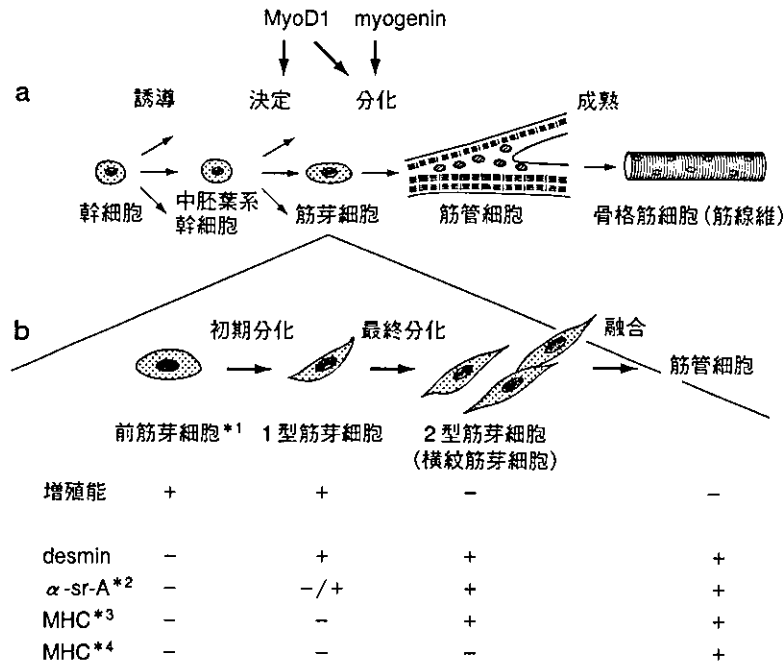 MyoD1 myogenin
a
誘導 決定 分化 成熟
幹細胞 中胚葉系幹細胞 筋芽細胞 筋管細胞 骨格筋細胞(筋線維)
b
初期分化 最終分化 融合
筋管細胞
前筋芽細胞*1 1型筋芽細胞 2型筋芽細胞
(横紋筋芽細胞)
増殖能 + + − −
desmin − + + +
α-sr-A*2 − −/+ + +
MHC*3 − − + +
MHC*4 − − − +